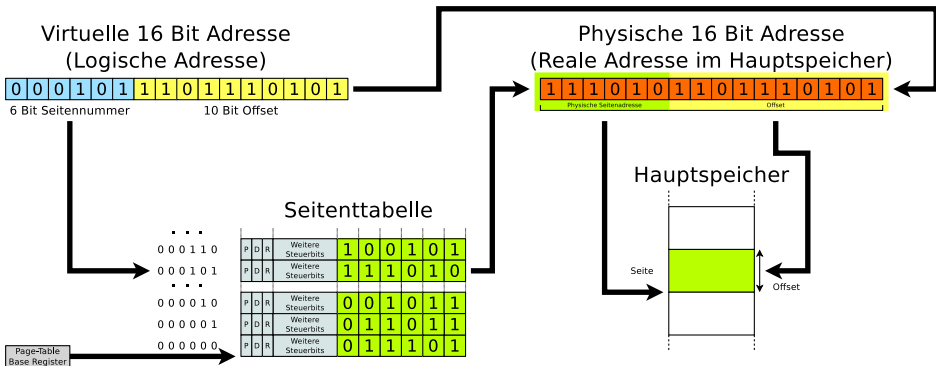 Virtuelle 16 Bit Adresse
(Logische Adresse)
0 0 0 1 0 1 1 1 0 1 1 1 0 1 0 1
6 Bit Seitennummer
10 Bit Offset
Physische 16 Bit Adresse
(Reale Adresse im Hauptspeicher)
1 1 1 0 1 0 1 1 0 1 1 1 0 1 0 1
Physische Seitenadresse
Offset
Hauptspeicher
Seite
Offset
Seitenttabelle
. . .
0 0 0 1 1 0
P D R Weitere Steuerbits 1 0 0 1 0 1
0 0 0 1 0 1
P D R Weitere Steuerbits 1 1 1 0 1 0
. . .
0 0 0 0 1 0
P D R Weitere Steuerbits 1 0 0 0 1 1
0 0 0 0 0 1
P D R Weitere Steuerbits 0 1 1 0 1 1
0 0 0 0 0 0
P D R Weitere Steuerbits 0 1 1 1 0 1
Page-Table
Base Register